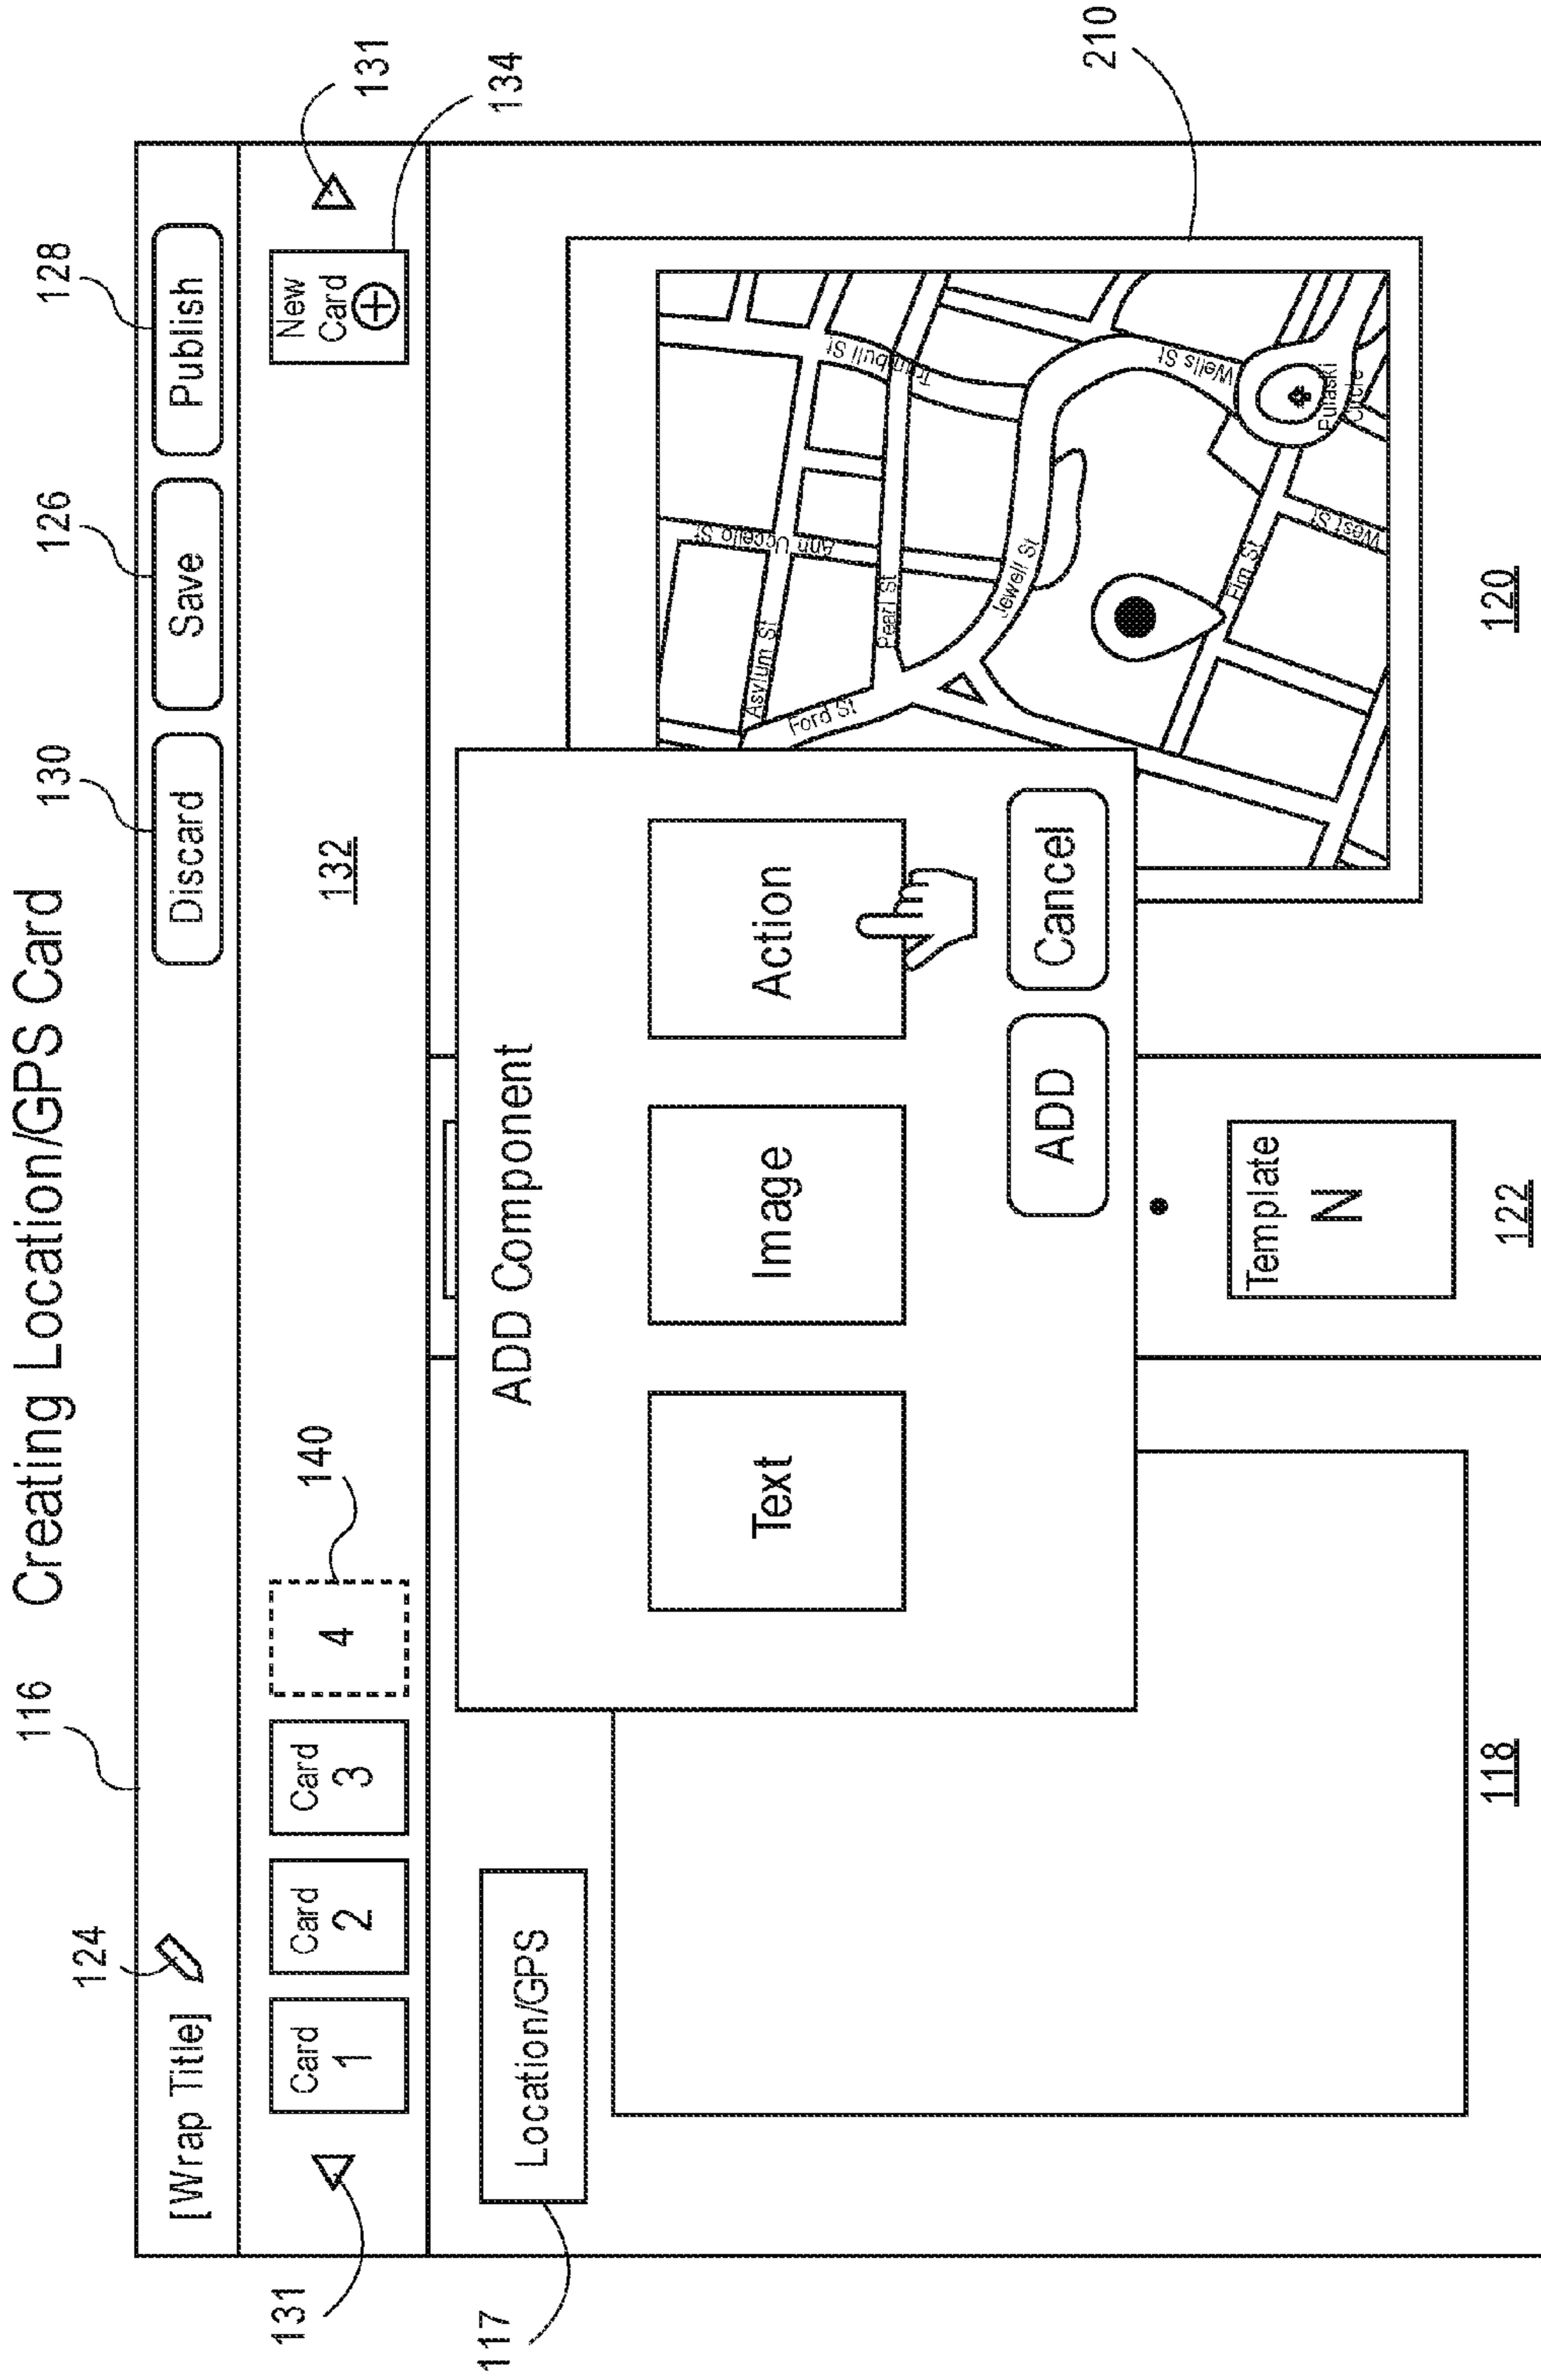 Creating Location/GPS Card
116
124
130
126
128
[Wrap Title]
Discard
Save
Publish
131
Card
1
Card
2
Card
3
4
140
132
New
Card
131
134
117
Location/GPS
ADD Component
Text
Image
Action
ADD
Cancel
Template
N
Asylum St
Ford St
Pearl St
Ann Uccello St
Trumbull St
Jewell St
Wells St
Elm St
West St
Pulaski
Circle
210
118
122
120